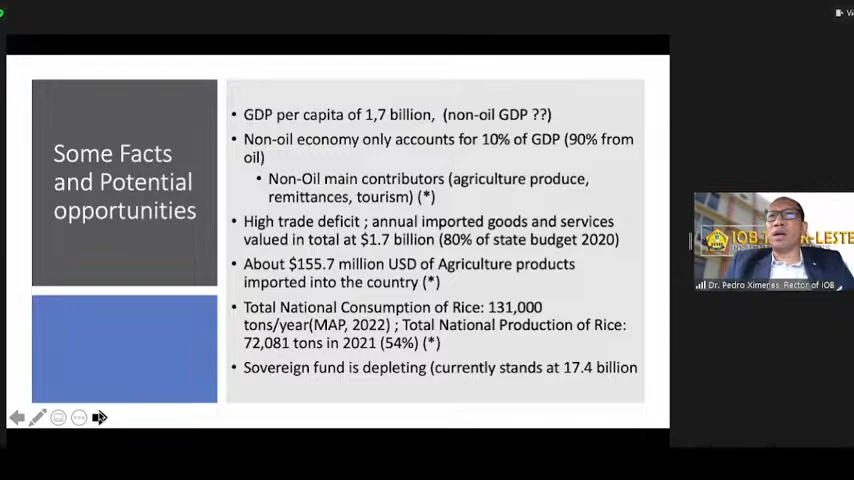 Some Facts
and Potential
opportunities
• GDP per capita of 1,7 billion, (non-oil GDP ??)
• Non-oil economy only accounts for 10% of GDP (90% from
oil)
• Non-Oil main contributors (agriculture produce,
remittances, tourism) (*)
• High trade deficit ; annual imported goods and services
valued in total at $1.7 billion (80% of state budget 2020)
• About $155.7 million USD of Agriculture products
imported into the country (*)
• Total National Consumption of Rice: 131,000
tons/year(MAP, 2022) ; Total National Production of Rice:
72,081 tons in 2021 (54%) (*)
• Sovereign fund is depleting (currently stands at 17.4 billion
IOB
Dr. Pedro Ximenes Rector of IOB